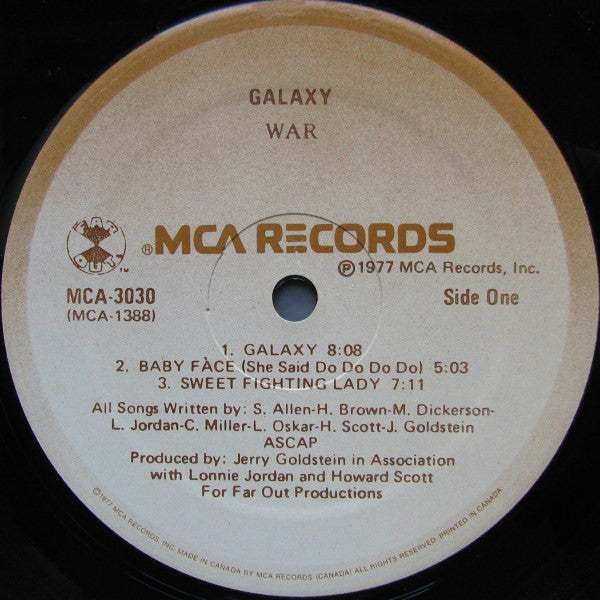 GALAXY
WAR
FAR OUT
TM
® MCA RECORDS
℗ 1977 MCA Records, Inc.
MCA-3030
Side One
(MCA-1388)
1. GALAXY 8:08
2. BABY FÀCE (She Said Do Do Do Do) 5:03
3. SWEET FIGHTING LADY 7:11
All Songs Written by: S. Allen-H. Brown-M. Dickerson-
L. Jordan-C. Miller-L. Oskar-H. Scott-J. Goldstein
ASCAP
Produced by: Jerry Goldstein in Association
with Lonnie Jordan and Howard Scott
For Far Out Productions
©1977 MCA RECORDS, INC. MADE IN CANADA BY MCA RECORDS (CANADA) ALL RIGHTS RESERVED. PRINTED IN CANADA